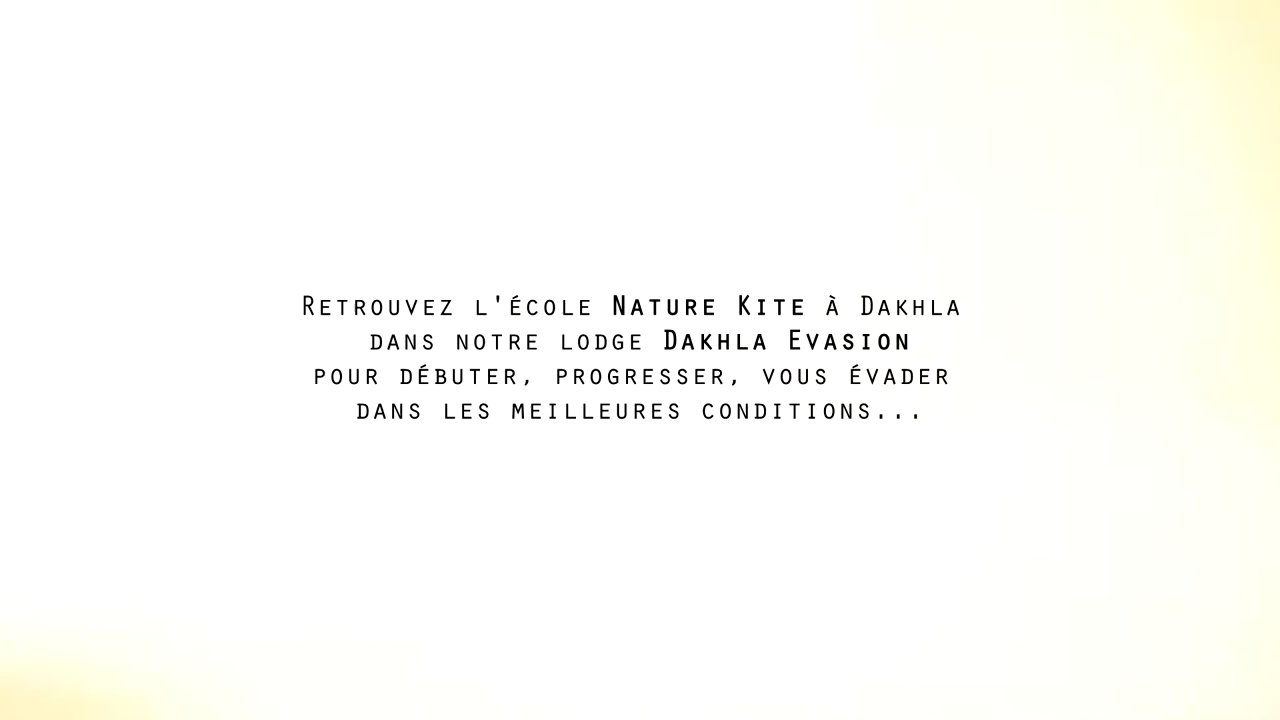 Retrouvez l'école Nature Kite à Dakhla
dans notre lodge Dakhla Evasion
pour débuter, progresser, vous évader
dans les meilleures conditions...